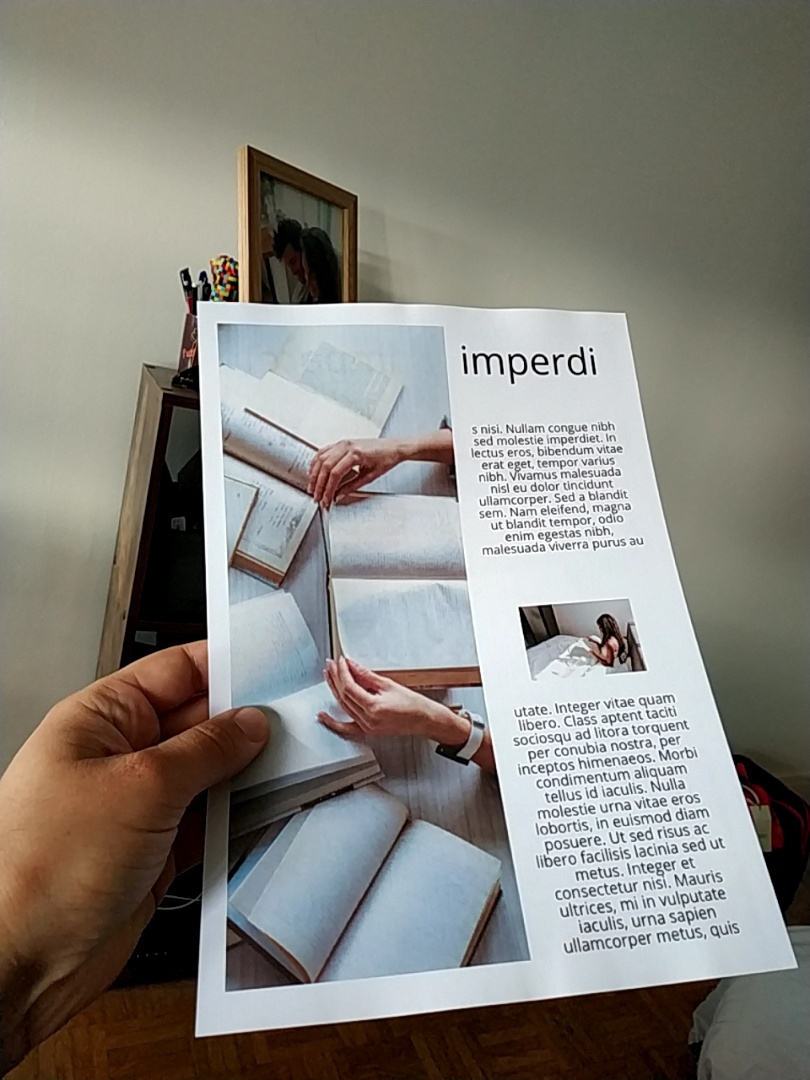 imperdi
s nisi. Nullam congue nibh
sed molestie imperdiet. In
lectus eros, bibendum vitae
erat eget, tempor varius
nibh. Vivamus malesuada
nisl eu dolor tincidunt
ullamcorper. Sed a blandit
sem. Nam eleifend, magna
ut blandit tempor, odio
enim egestas nibh,
malesuada viverra purus au
utate. Integer vitae quam
libero. Class aptent taciti
sociosqu ad litora torquent
per conubia nostra, per
inceptos himenaeos. Morbi
condimentum aliquam
tellus id iaculis. Nulla
molestie urna vitae eros
lobortis, in euismod diam
posuere. Ut sed risus ac
libero facilisis lacinia sed ut
metus. Integer et
consectetur nisi. Mauris
ultrices, mi in vulputate
iaculis, urna sapien
ullamcorper metus, quis